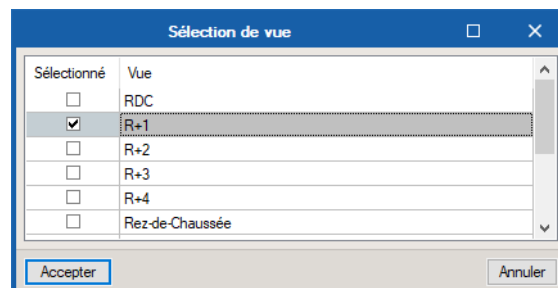 Sélection de vue
Sélectionné Vue
RDC
R+1
R+2
R+3
R+4
Rez-de-Chaussée
Accepter Annuler